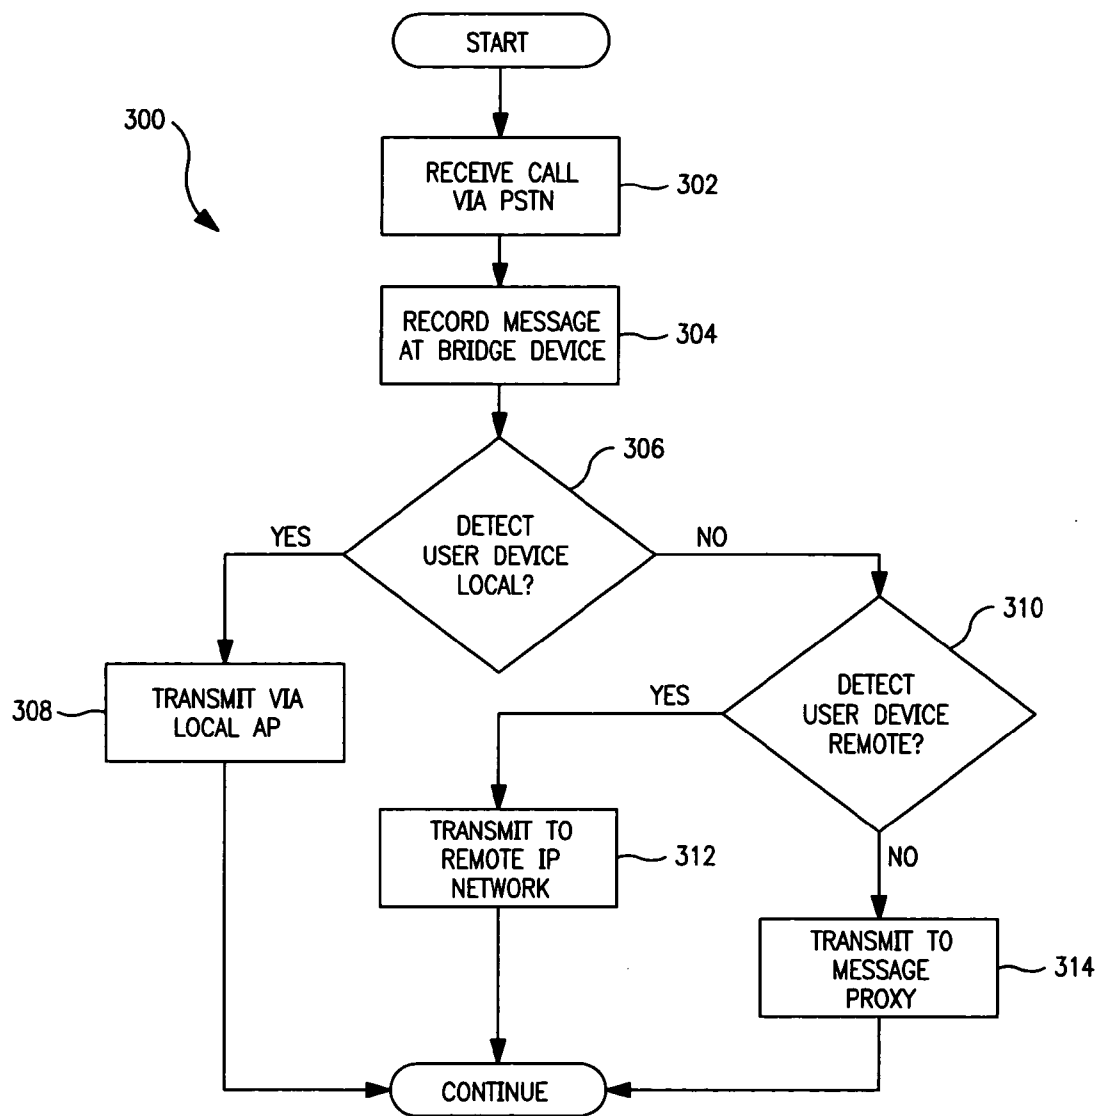 START
300
RECEIVE CALL
VIA PSTN
302
RECORD MESSAGE
AT BRIDGE DEVICE
304
306
DETECT
USER DEVICE
LOCAL?
YES
NO
310
DETECT
USER DEVICE
REMOTE?
308
TRANSMIT VIA
LOCAL AP
YES
TRANSMIT TO
REMOTE IP
NETWORK
312
NO
TRANSMIT TO
MESSAGE
PROXY
314
CONTINUE